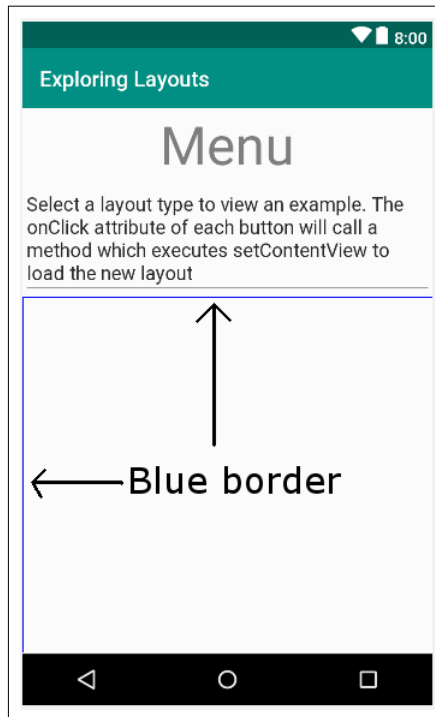 8:00
Exploring Layouts
Menu
Select a layout type to view an example. The
onClick attribute of each button will call a
method which executes setContentView to
load the new layout
Blue border